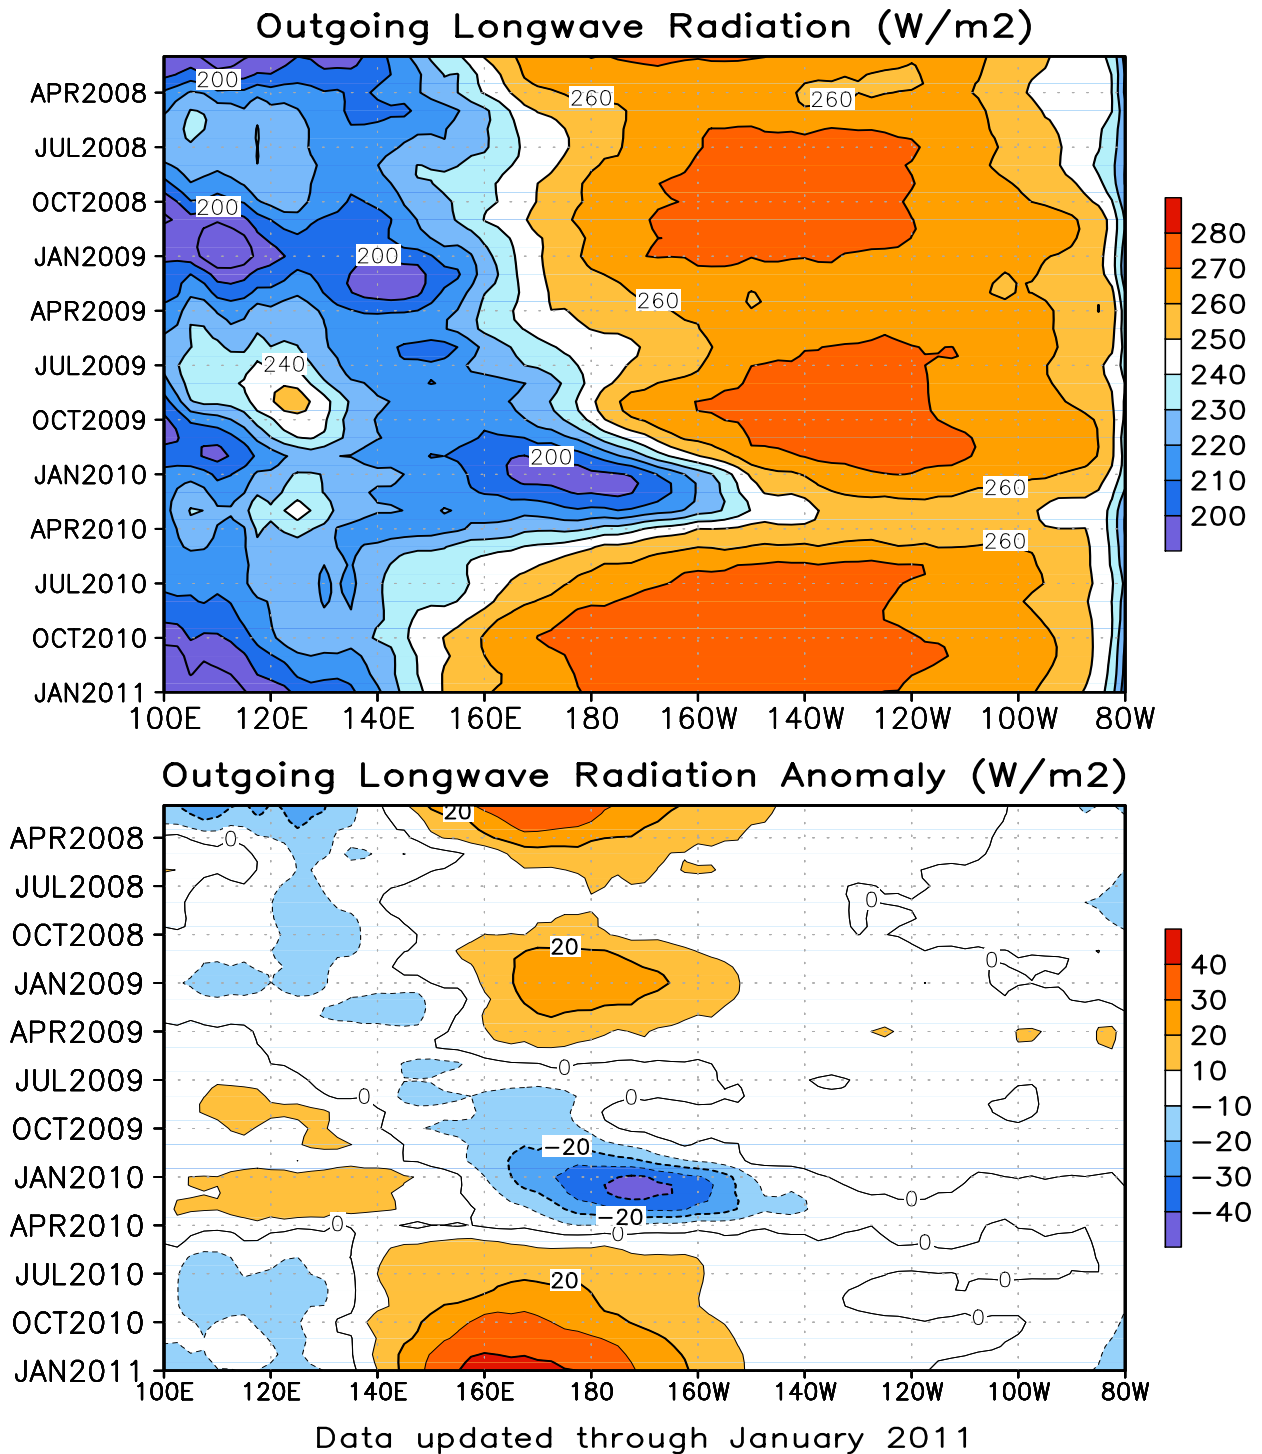 Outgoing Longwave Radiation (W/m2)
200
260
260
APR2008
JUL2008
OCT2008
200
JAN2009
200
260
APR2009
240
JUL2009
OCT2009
200
JAN2010
260
APR2010
260
JUL2010
OCT2010
JAN2011
100E 120E 140E 160E 180 160W 140W 120W 100W 80W
280
270
260
250
240
230
220
210
200
Outgoing Longwave Radiation Anomaly (W/m2)
20
APR2008
0
JUL2008
0
OCT2008
20
0
JAN2009
APR2009
0
JUL2009
0
0
OCT2009
−20
JAN2010
0
−20
APR2010
0
0
0
JUL2010
20
0
OCT2010
0
JAN2011
100E 120E 140E 160E 180 160W 140W 120W 100W 80W
40
30
20
10
−10
−20
−30
−40
Data updated through January 2011